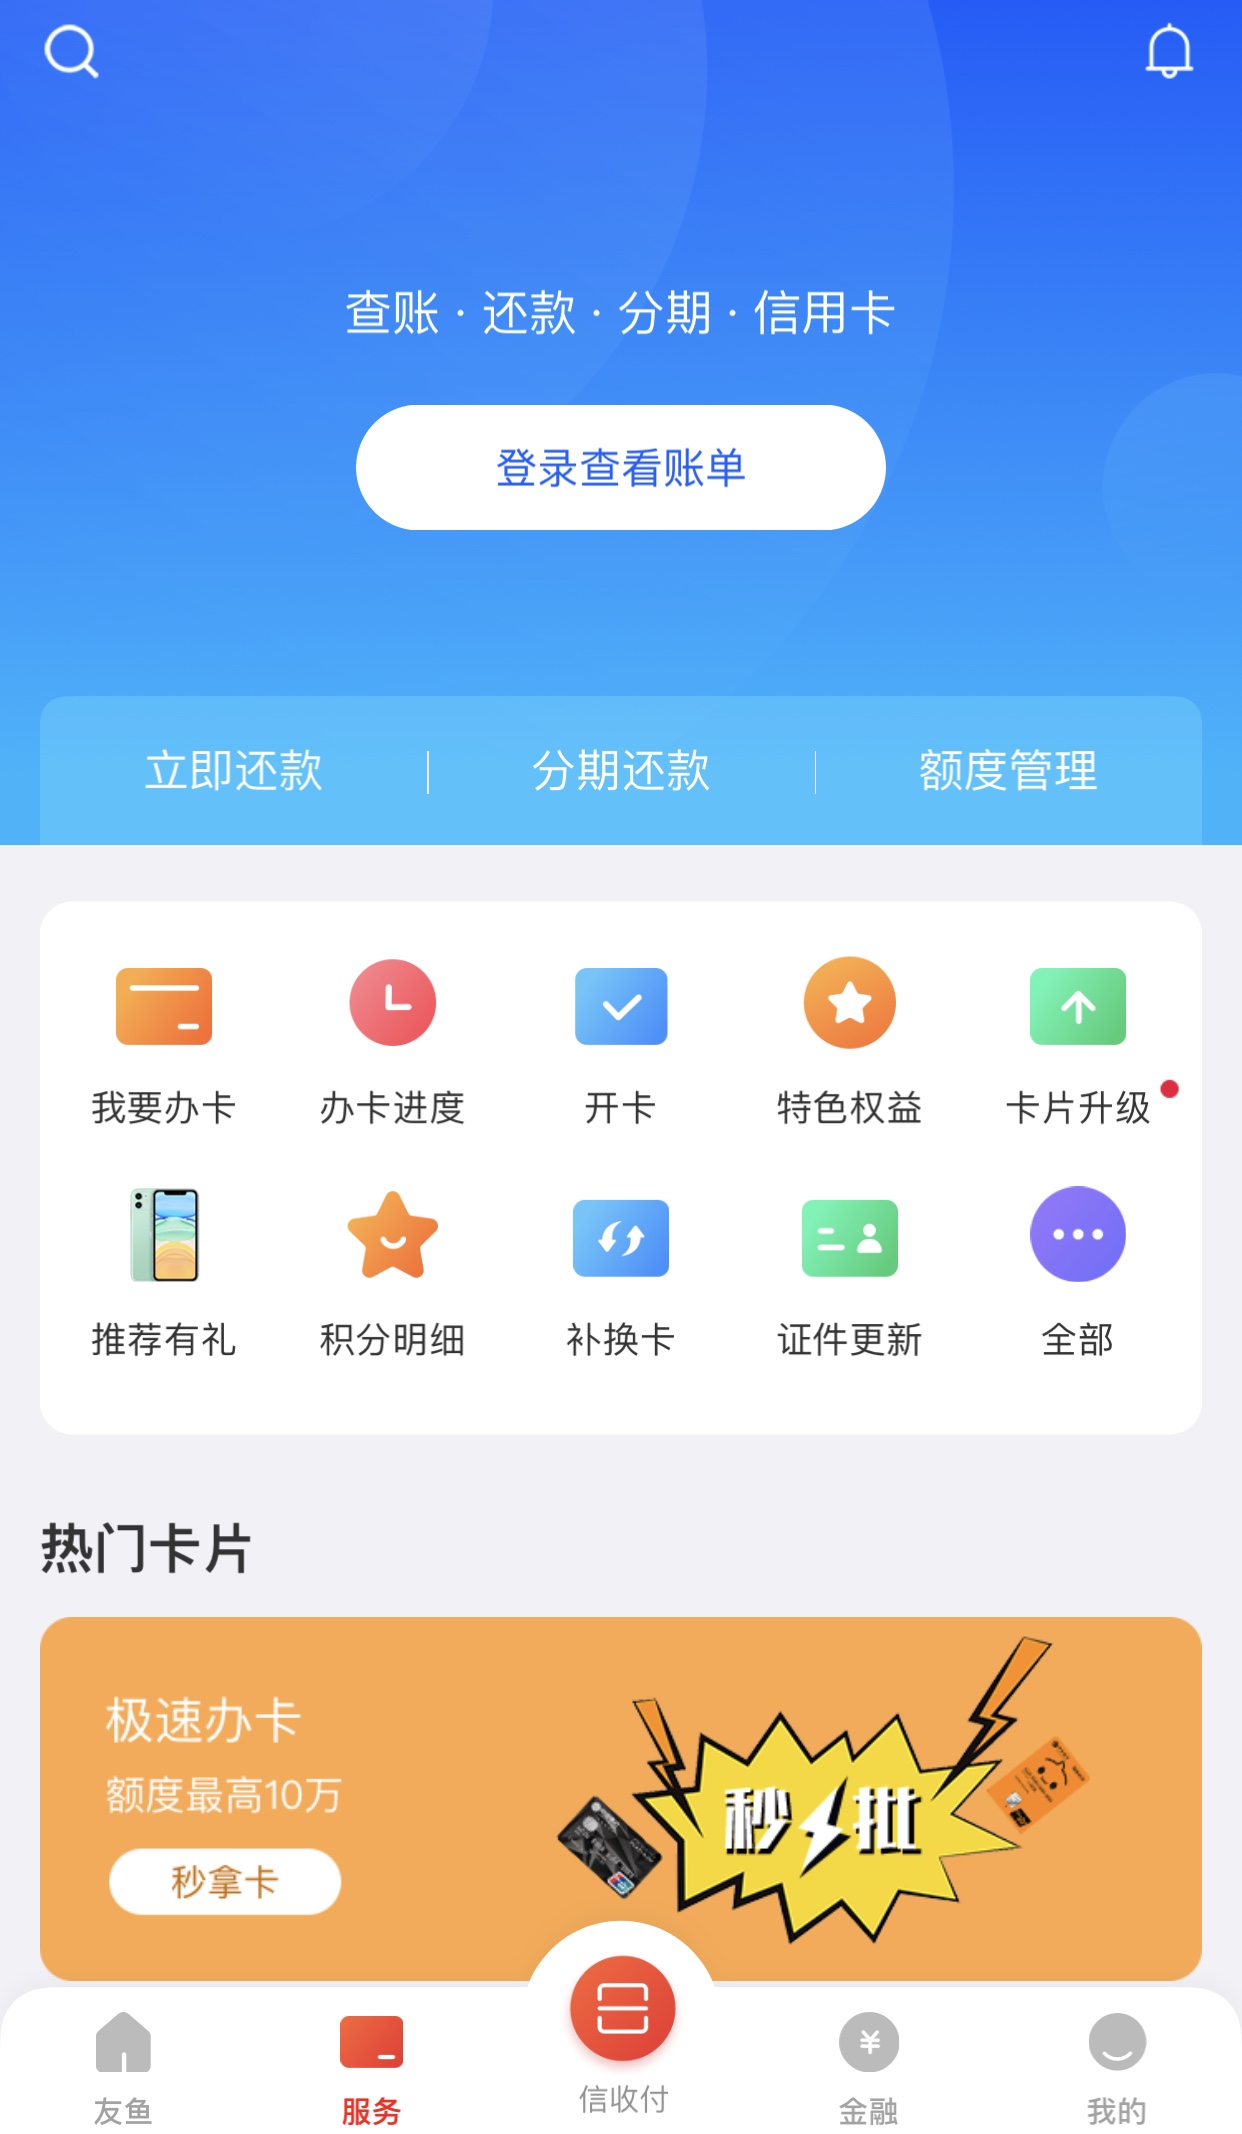 查账 · 还款 · 分期 · 信用卡
登录查看账单
立即还款 分期还款 额度管理
我要办卡 办卡进度 开卡 特色权益 卡片升级
推荐有礼 积分明细 补换卡 证件更新 全部
热门卡片
极速办卡
额度最高10万
秒拿卡
秒批
友鱼 服务 信收付 金融 我的